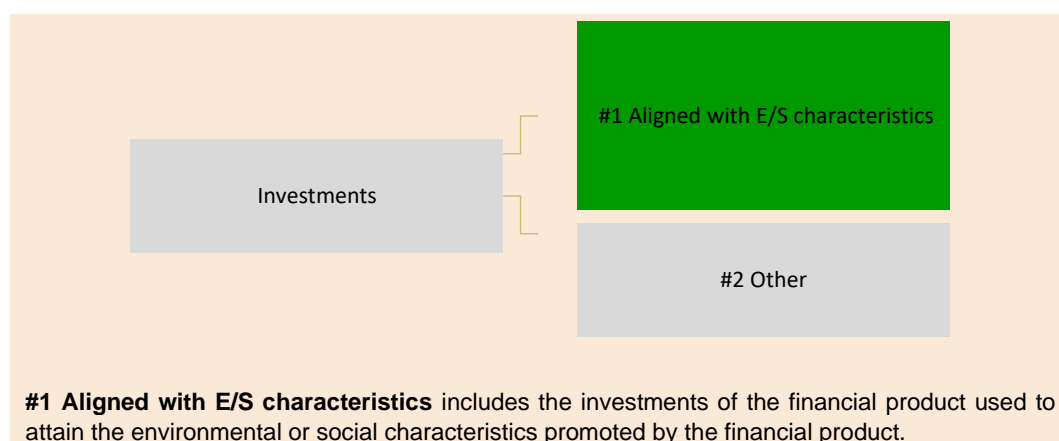 #1 Aligned with E/S characteristics
Investments
#2 Other
#1 Aligned with E/S characteristics includes the investments of the financial product used to
attain the environmental or social characteristics promoted by the financial product.